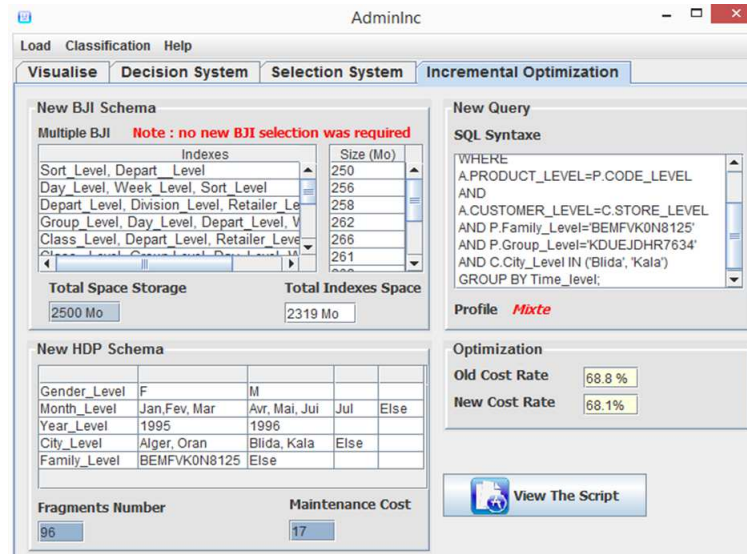 AdminInc
Load Classification Help
Visualise Decision System Selection System Incremental Optimization
New BJI Schema
Multiple BJI Note : no new BJI selection was required
Indexes Size (Mo)
Sort_Level, Depart__Level 250
Day_Level, Week_Level, Sort_Level 256
Depart_Level, Division_Level, Retailer_Le 258
Group_Level, Day_Level, Depart_Level, W 262
Class_Level, Depart_Level, Retailer_Leve 266
261
Total Space Storage Total Indexes Space
2500 Mo 2319 Mo
New Query
SQL Syntaxe
WHERE
A.PRODUCT_LEVEL=P.CODE_LEVEL
AND
A.CUSTOMER_LEVEL=C.STORE_LEVEL
AND P.Family_Level='BEMFVK0N8125'
AND P.Group_Level='KDUEJDHR7634'
AND C.City_Level IN ('Blida', 'Kala')
GROUP BY Time_level;
Profile Mixte
New HDP Schema
Gender_Level F M
Month_Level Jan,Fev, Mar Avr, Mai, Jui Jul Else
Year_Level 1995 1996
City_Level Alger, Oran Blida, Kala Else
Family_Level BEMFVK0N8125 Else
Fragments Number Maintenance Cost
96 17
Optimization
Old Cost Rate 68.8 %
New Cost Rate 68.1%
View The Script